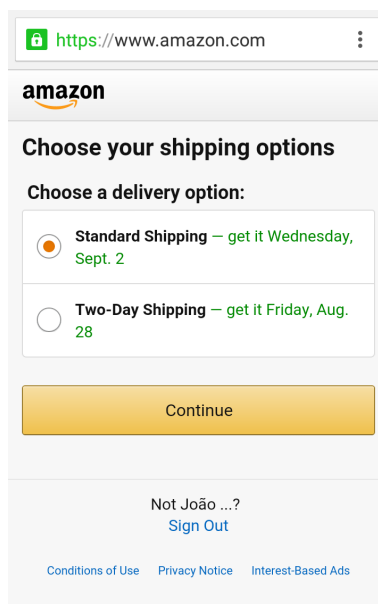 https://www.amazon.com
amazon
Choose your shipping options
Choose a delivery option:
Standard Shipping — get it Wednesday,
Sept. 2
Two-Day Shipping — get it Friday, Aug.
28
Continue
Not João ...?
Sign Out
Conditions of Use Privacy Notice Interest-Based Ads